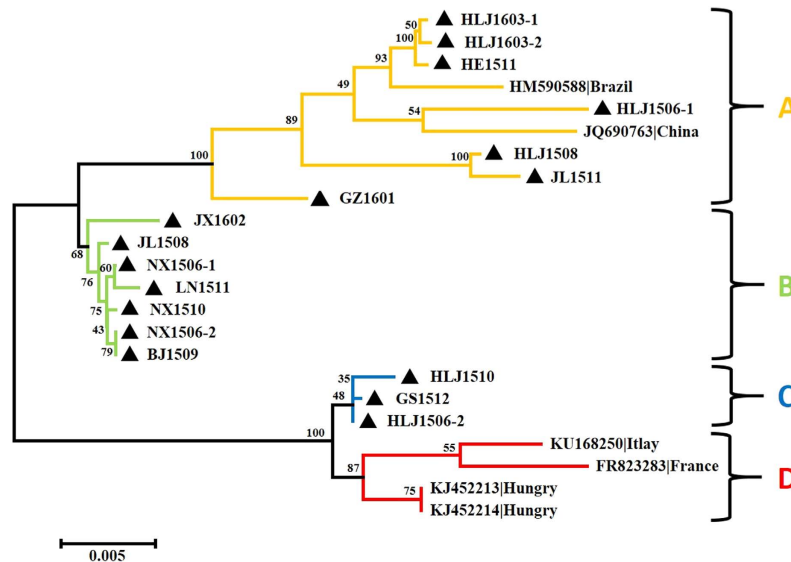 HLJ1603-1
50
HLJ1603-2
100
HE1511
93
HM590588|Brazil
49
HLJ1506-1
54
A
JQ690763|China
89
HLJ1508
100
100
JL1511
GZ1601
JX1602
JL1508
68
NX1506-1
60
76
LN1511
B
NX1510
75
NX1506-2
43
BJ1509
79
HLJ1510
35
GS1512
48
C
HLJ1506-2
100
KU168250|Itlay
55
FR823283|France
87
D
KJ452213|Hungry
75
KJ452214|Hungry
0.005